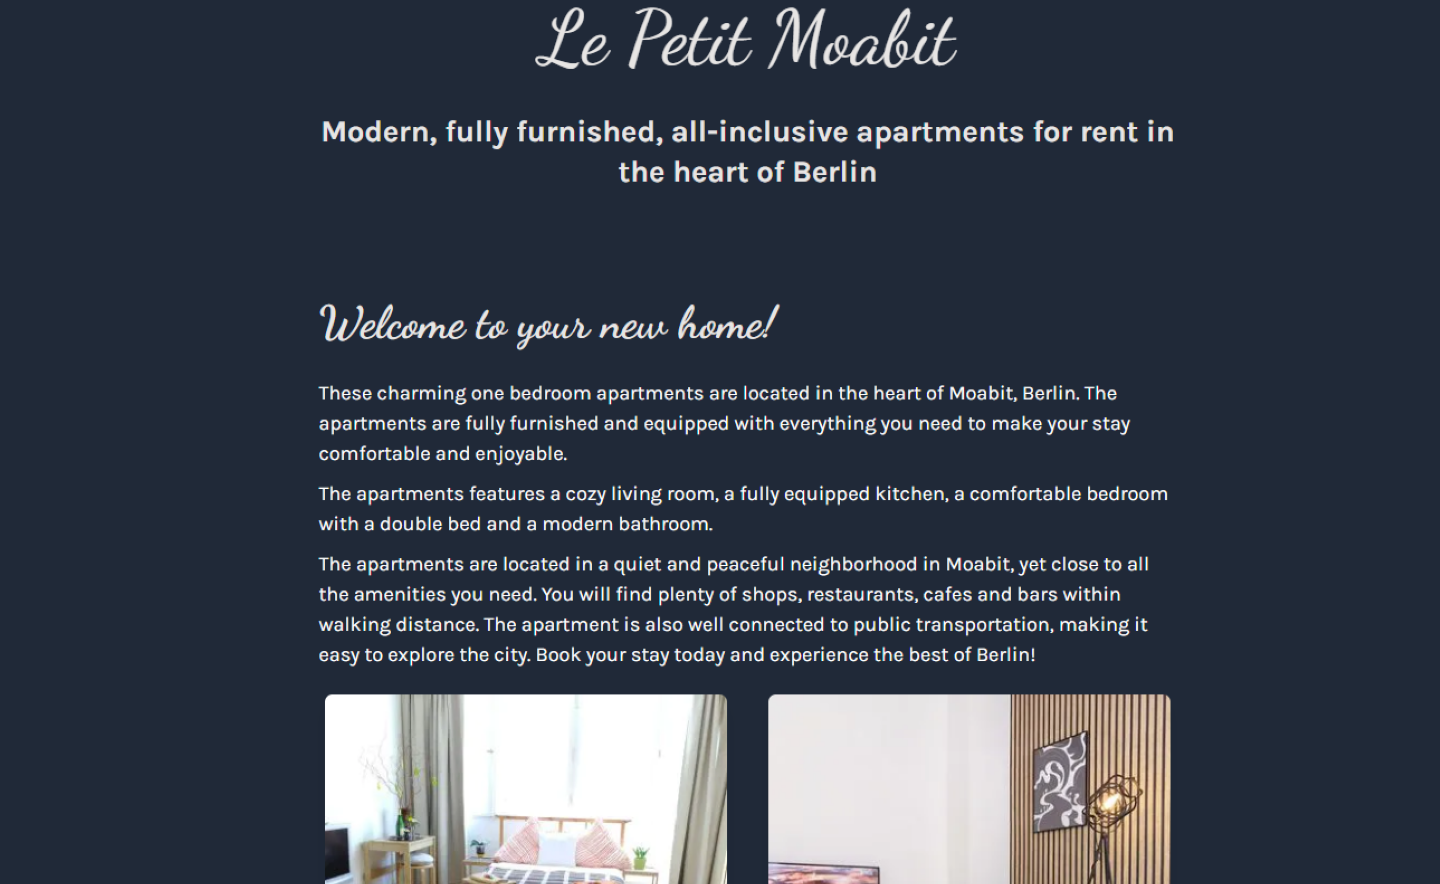 Le Petit Moabit
Modern, fully furnished, all-inclusive apartments for rent in
the heart of Berlin
Welcome to your new home!
These charming one bedroom apartments are located in the heart of Moabit, Berlin. The
apartments are fully furnished and equipped with everything you need to make your stay
comfortable and enjoyable.
The apartments features a cozy living room, a fully equipped kitchen, a comfortable bedroom
with a double bed and a modern bathroom.
The apartments are located in a quiet and peaceful neighborhood in Moabit, yet close to all
the amenities you need. You will find plenty of shops, restaurants, cafes and bars within
walking distance. The apartment is also well connected to public transportation, making it
easy to explore the city. Book your stay today and experience the best of Berlin!